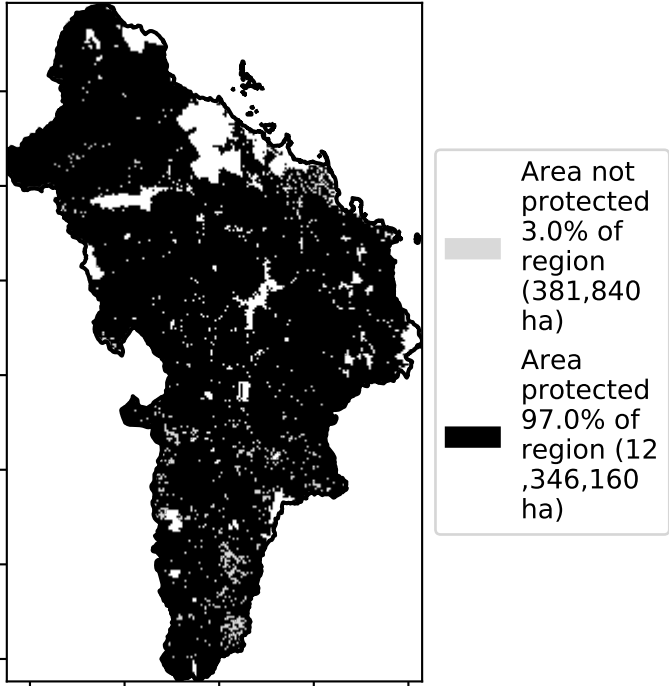 Area not
protected
3.0% of
region
(381,840
ha)
Area
protected
97.0% of
region (12
,346,160
ha)